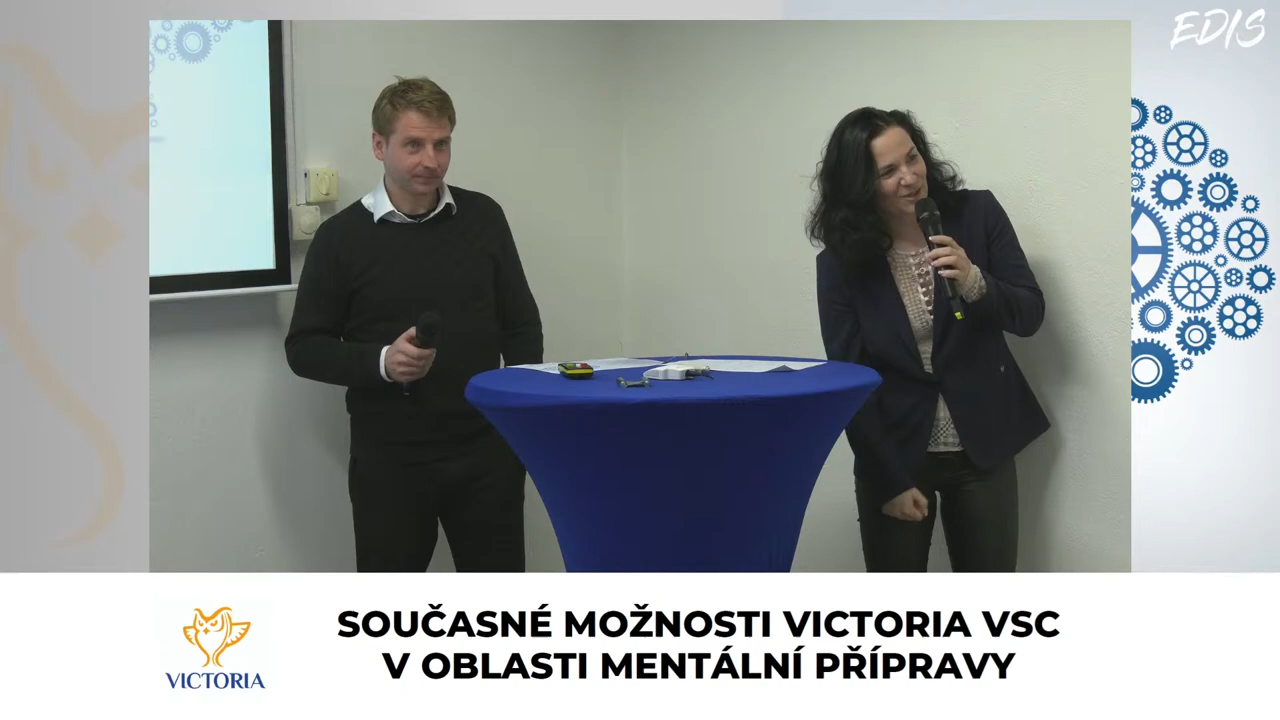 EDIS
SOUČASNÉ MOŽNOSTI VICTORIA VSC
V OBLASTI MENTÁLNÍ PŘÍPRAVY
VICTORIA